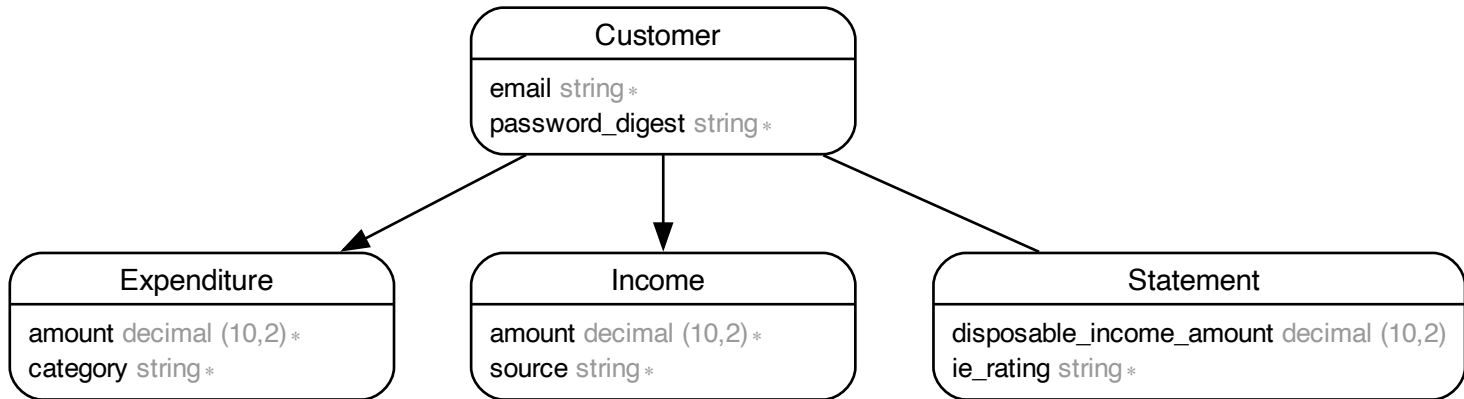 Customer
email string *
password_digest string *
Expenditure
amount decimal (10,2) *
category string *
Income
amount decimal (10,2) *
source string *
Statement
disposable_income_amount decimal (10,2)
ie_rating string *